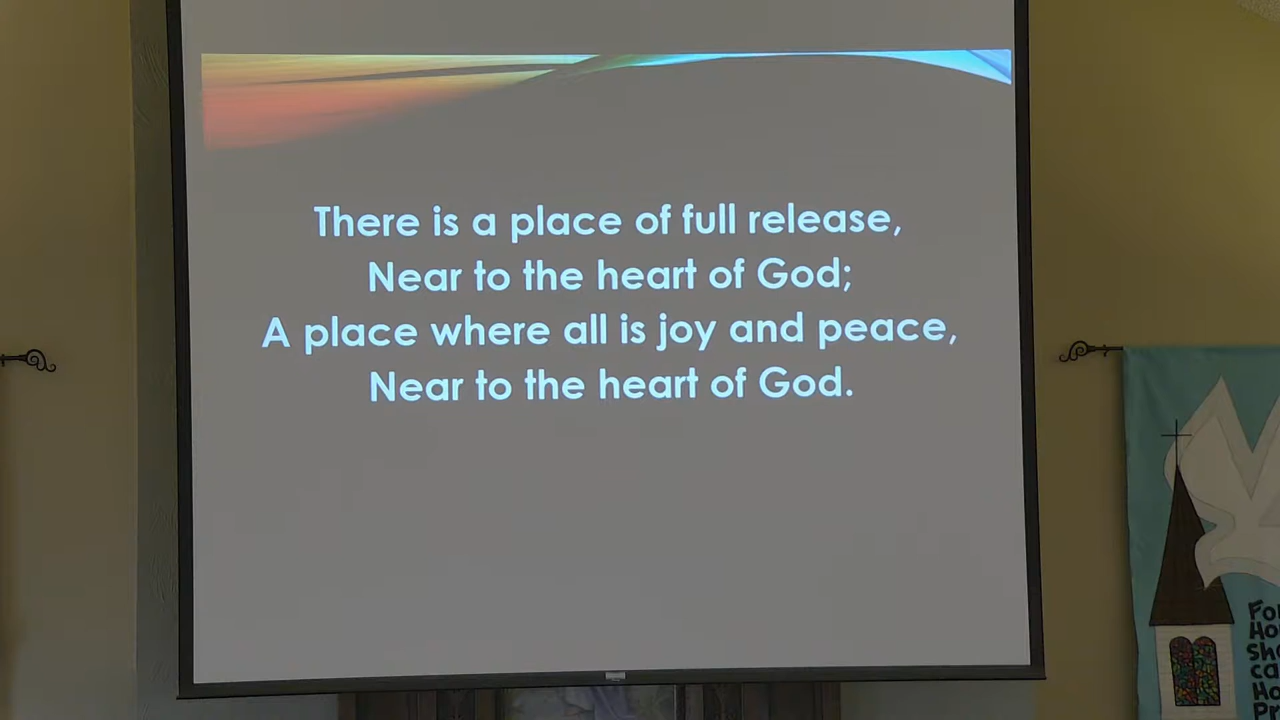 There is a place of full release,
Near to the heart of God;
A place where all is joy and peace,
Near to the heart of God.